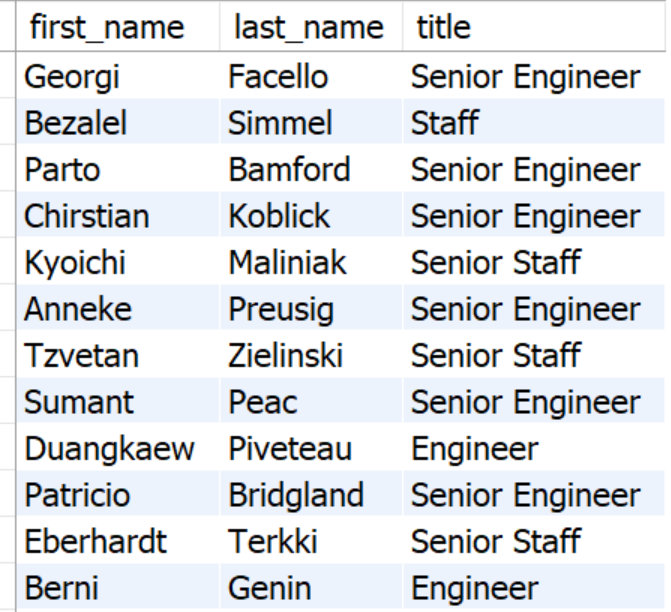 first_name last_name title
Georgi Facello Senior Engineer
Bezalel Simmel Staff
Parto Bamford Senior Engineer
Chirstian Koblick Senior Engineer
Kyoichi Maliniak Senior Staff
Anneke Preusig Senior Engineer
Tzvetan Zielinski Senior Staff
Sumant Peac Senior Engineer
Duangkaew Piveteau Engineer
Patricio Bridgland Senior Engineer
Eberhardt Terkki Senior Staff
Berni Genin Engineer